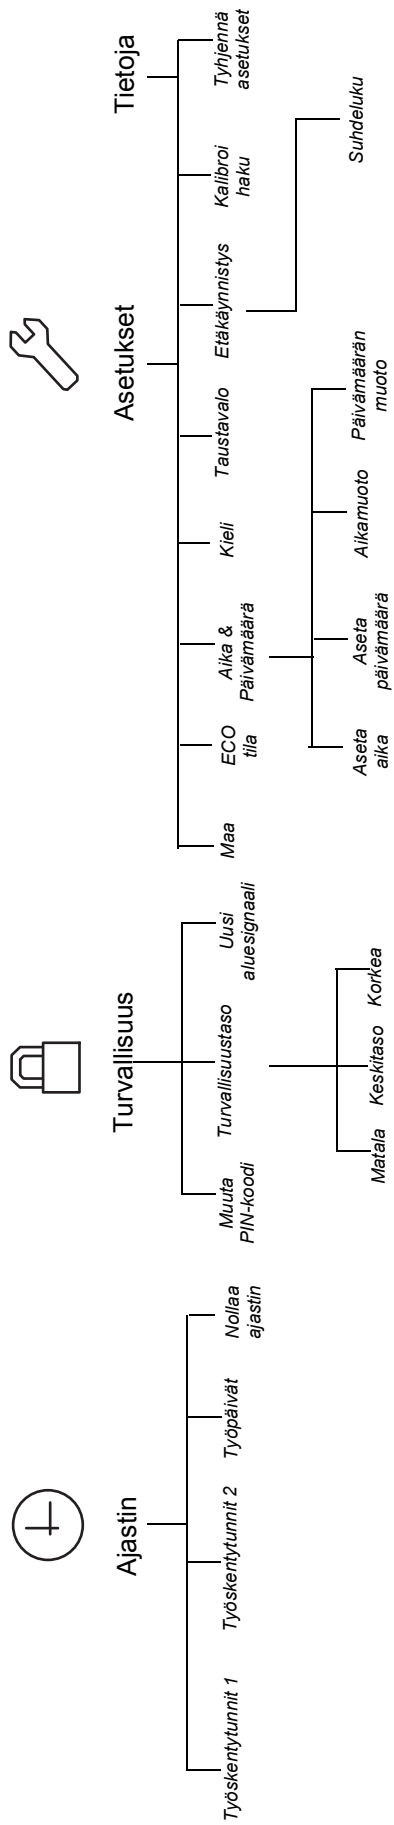 Ajastin
Työskentytunnit 1
Työskentytunnit 2
Työpäivät
Nollaa
ajastin
Turvallisuus
Muuta
PIN-koodi
Turvallisuustaso
Uusi
aluesignaali
Matala
Keskitaso
Korkea
Asetukset
Maa
ECO
tila
Aika &
Päivämäärä
Kieli
Taustavalo
Etäkäynnistys
Kalibroi
haku
Tyhjennä
asetukset
Aseta
aika
Aseta
päivämäärä
Aikamuoto
Päivämäärän
muoto
Suhdeluku
Tietoja